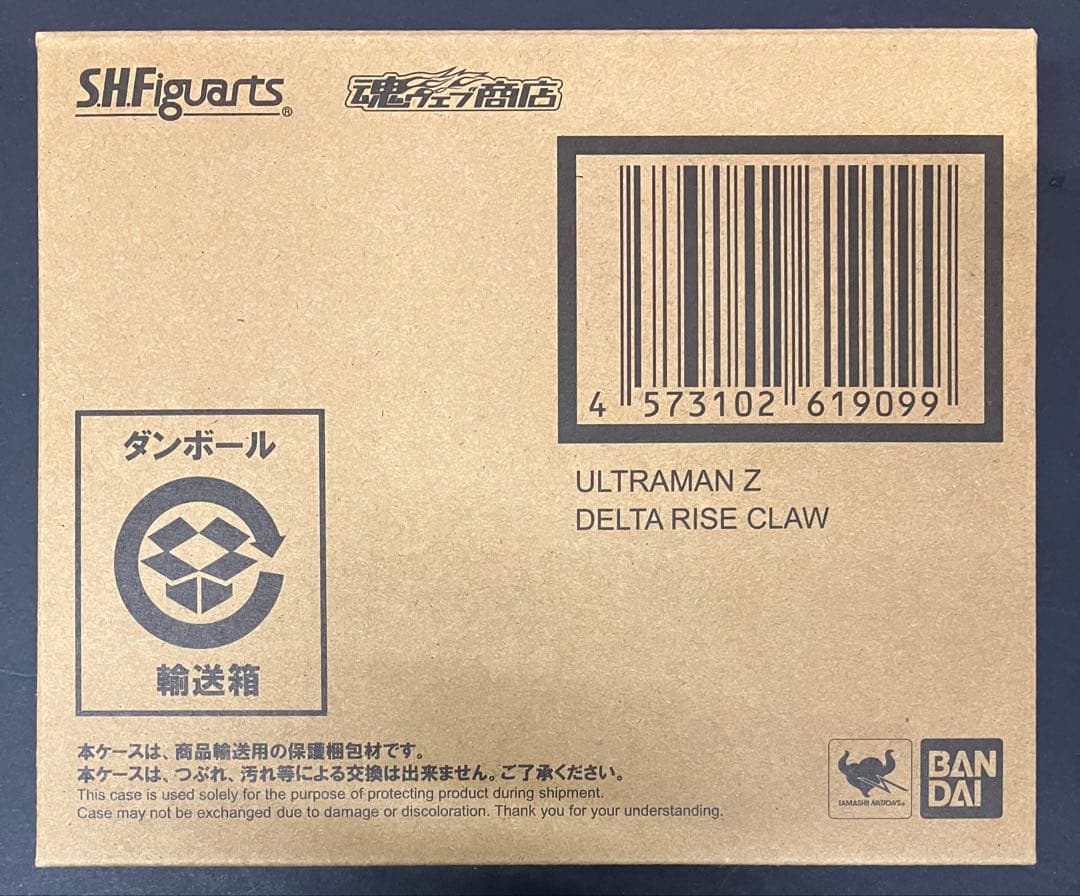 S.H.Figuarts®
魂ウェブ商店
4 573102 619099
ULTRAMAN Z
DELTA RISE CLAW
ダンボール
輸送箱
本ケースは、商品輸送用の保護梱包材です。
本ケースは、つぶれ、汚れ等による交換は出来ません。ご了承ください。
This case is used solely for the purpose of protecting product during shipment.
Case may not be exchanged due to damage or discoloration. Thank you for your understanding.
TAMASHII NATIONS®
BAN
DAI